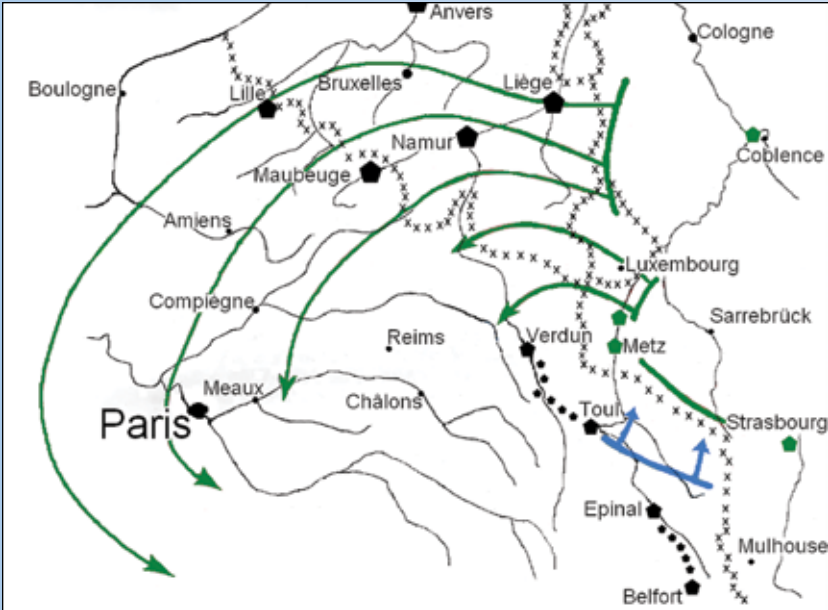 Anvers
Cologne
Boulogne
Bruxelles
Liège
Lille
Namur
Coblence
Maubeuge
Amiens
Luxembourg
Compiègne
Sarrebrück
Reims
Verdun
Metz
Meaux
Châlons
Paris
Toul
Strasbourg
Epinal
Mulhouse
Belfort